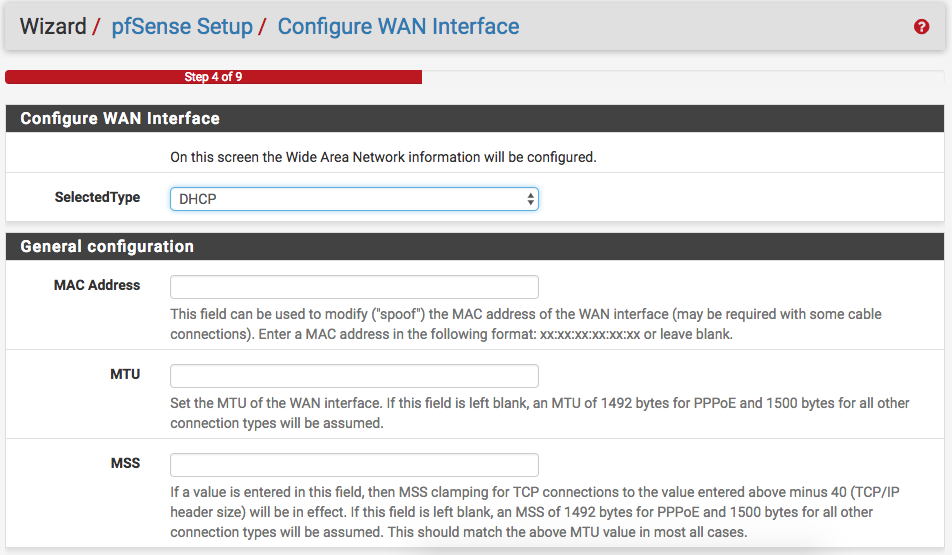 Wizard / pfSense Setup / Configure WAN Interface
Step 4 of 9
Configure WAN Interface
On this screen the Wide Area Network information will be configured.
SelectedType
DHCP
General configuration
MAC Address
This field can be used to modify ("spoof") the MAC address of the WAN interface (may be required with some cable
connections). Enter a MAC address in the following format: xx:xx:xx:xx:xx:xx or leave blank.
MTU
Set the MTU of the WAN interface. If this field is left blank, an MTU of 1492 bytes for PPPoE and 1500 bytes for all other
connection types will be assumed.
MSS
If a value is entered in this field, then MSS clamping for TCP connections to the value entered above minus 40 (TCP/IP
header size) will be in effect. If this field is left blank, an MSS of 1492 bytes for PPPoE and 1500 bytes for all other
connection types will be assumed. This should match the above MTU value in most all cases.